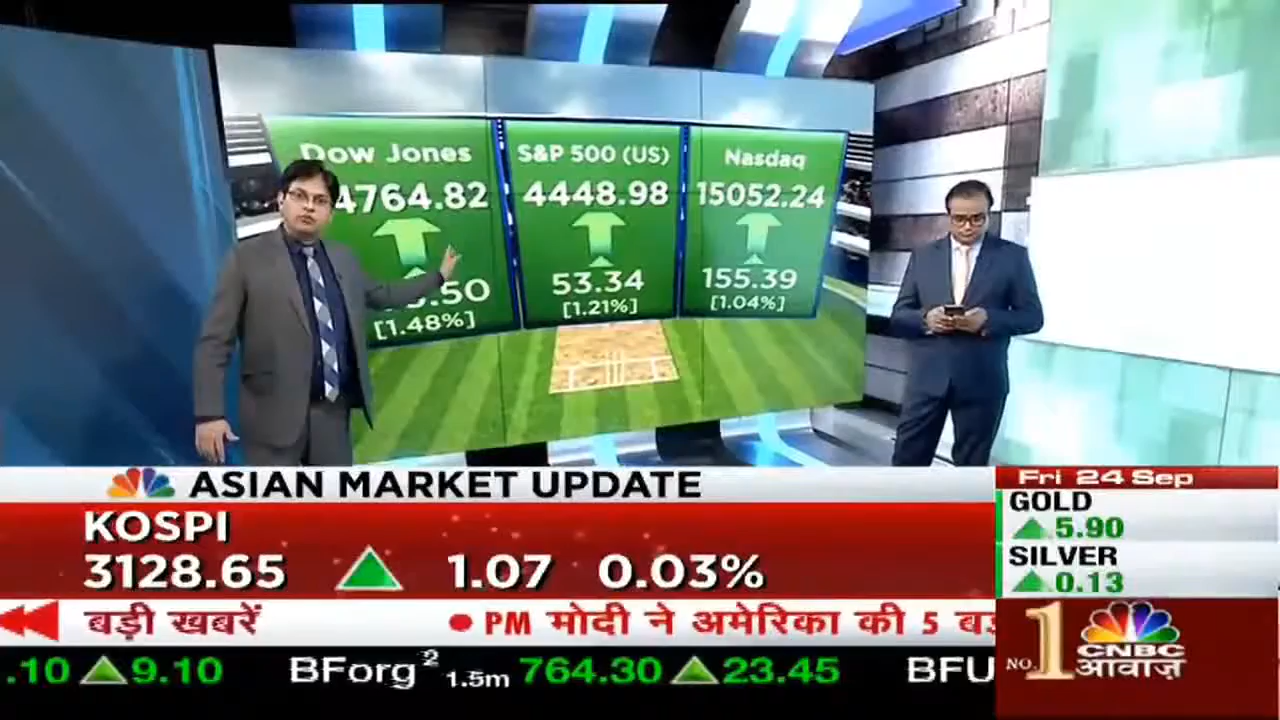 Dow Jones
4764.82
.50
[1.48%]
S&P 500 (US)
4448.98
53.34
[1.21%]
Nasdaq
15052.24
155.39
[1.04%]
ASIAN MARKET UPDATE
KOSPI
3128.65 1.07 0.03%
Fri 24 Sep
GOLD
5.90
SILVER
0.13
बड़ी खबरें
PM मोदी ने अमेरिका की 5
.10 9.10 BForg² 1.5m 764.30 23.45 BFU
NO.1
CNBC
आवाज़